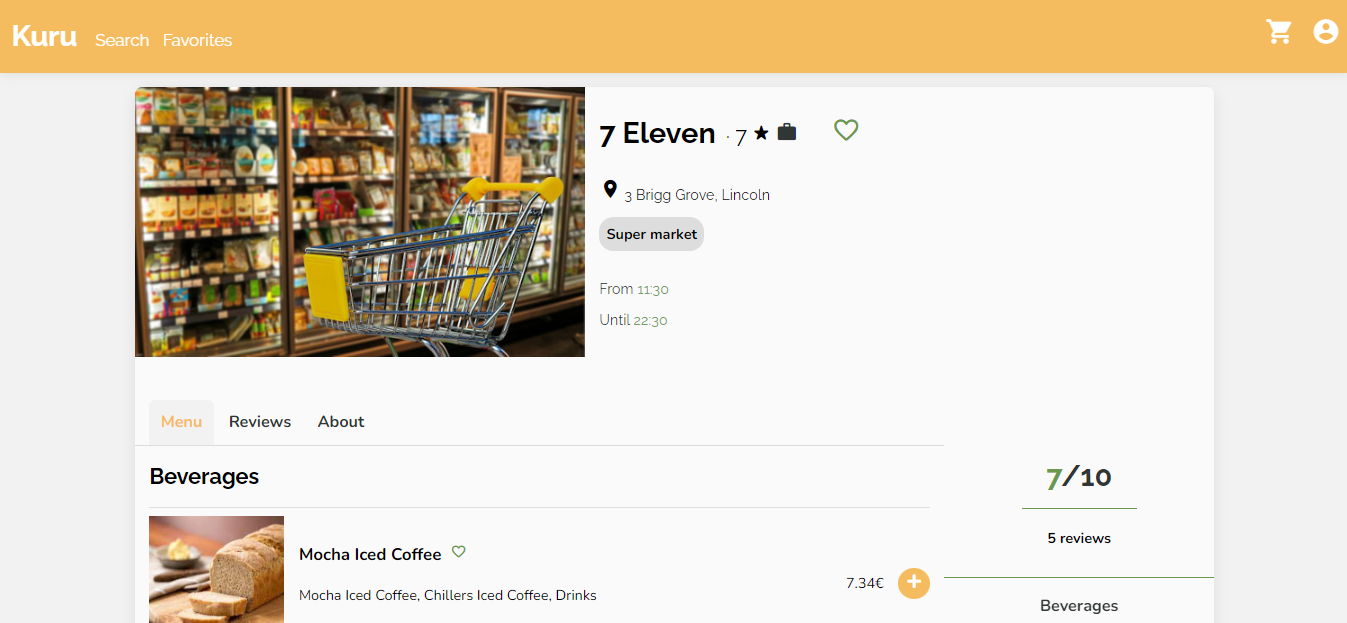 Kuru Search Favorites
7 Eleven · 7
3 Brigg Grove, Lincoln
Super market
From 11:30
Until 22:30
Menu Reviews About
Beverages
7/10
5 reviews
Mocha Iced Coffee
7.34€
Mocha Iced Coffee, Chillers Iced Coffee, Drinks
Beverages